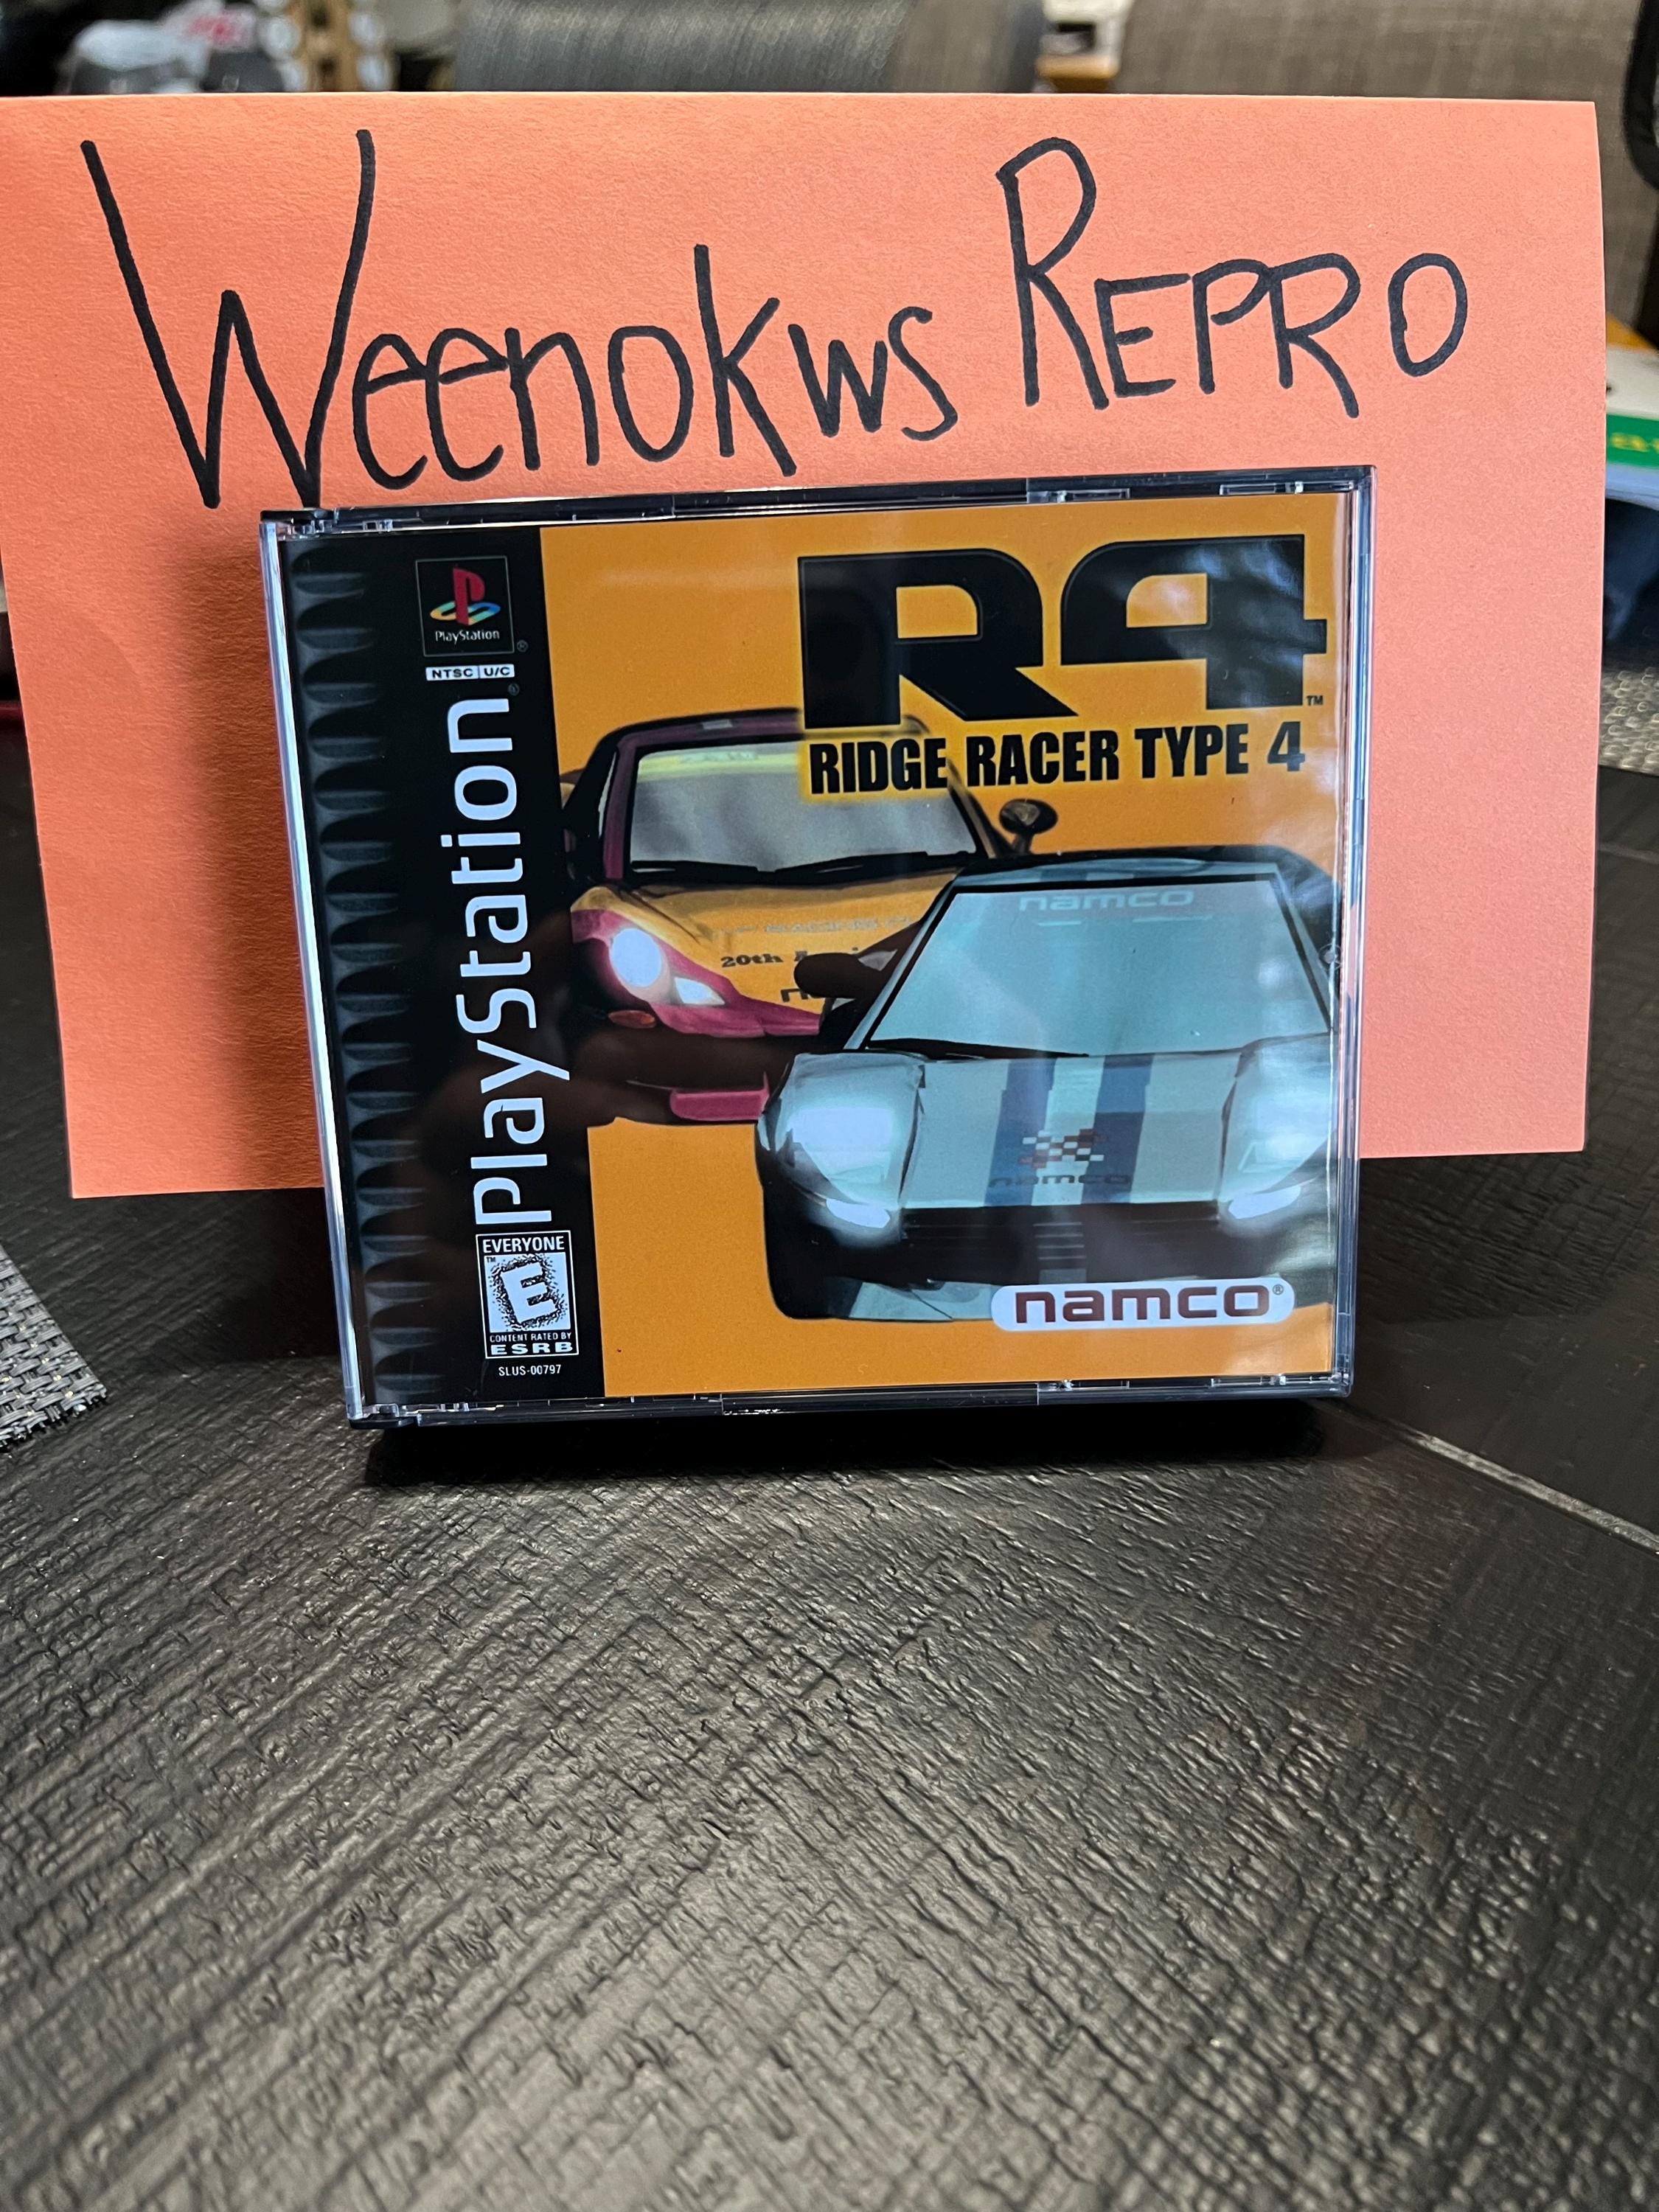 Weenokws Repro
PlayStation
NTSC U/C
PlayStation
EVERYONE
E
CONTENT RATED BY
ESRB
SLUS-00797
R4
™
RIDGE RACER TYPE 4
namco
20th
namco
namco®